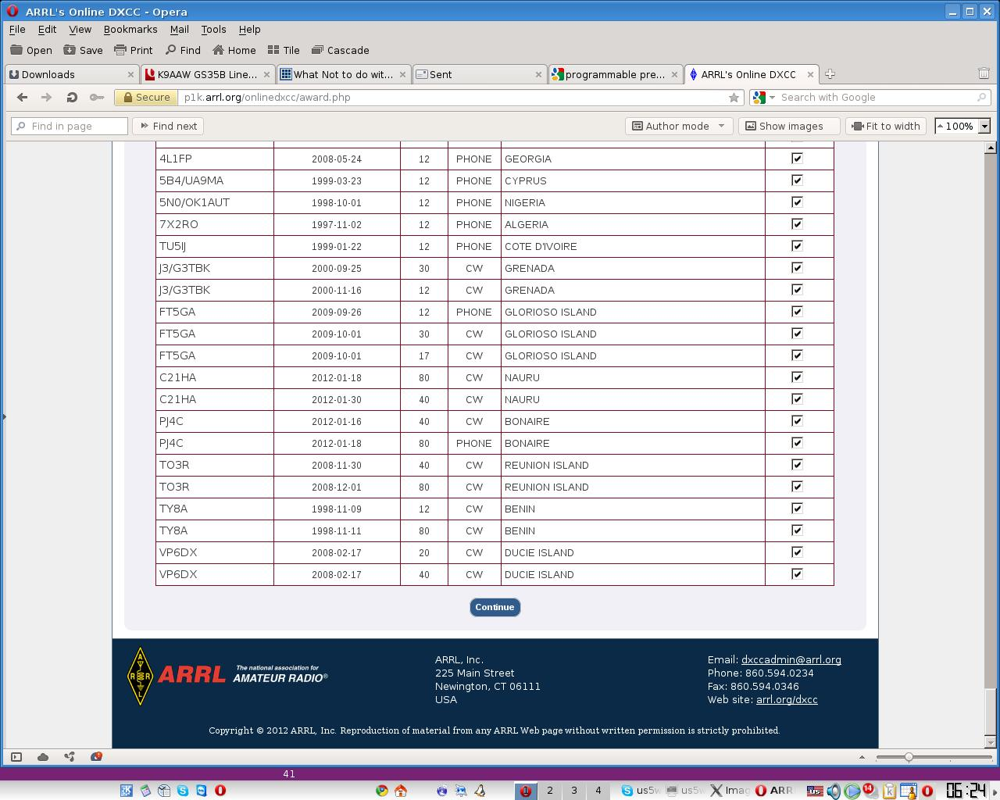 ARRL's Online DXCC - Opera
File Edit View Bookmarks Mail Tools Help
Open Save Print Find Home Tile Cascade
Downloads K9AAW GS35B Line... What Not to do wit... Sent programmable pre... ARRL's Online DXCC
Secure p1k.arrl.org/onlinedxcc/award.php Search with Google
Find in page Find next Author mode Show images Fit to width 100%
4L1FP 2008-05-24 12 PHONE GEORGIA
5B4/UA9MA 1999-03-23 12 PHONE CYPRUS
5N0/OK1AUT 1998-10-01 12 PHONE NIGERIA
7X2RO 1997-11-02 12 PHONE ALGERIA
TU5IJ 1999-01-22 12 PHONE COTE D'IVOIRE
J3/G3TBK 2000-09-25 30 CW GRENADA
J3/G3TBK 2000-11-16 12 CW GRENADA
FT5GA 2009-09-26 12 PHONE GLORIOSO ISLAND
FT5GA 2009-10-01 30 CW GLORIOSO ISLAND
FT5GA 2009-10-01 17 CW GLORIOSO ISLAND
C21HA 2012-01-18 80 CW NAURU
C21HA 2012-01-30 40 CW NAURU
PJ4C 2012-01-16 40 CW BONAIRE
PJ4C 2012-01-18 80 PHONE BONAIRE
TO3R 2008-11-30 40 CW REUNION ISLAND
TO3R 2008-12-01 80 CW REUNION ISLAND
TY8A 1998-11-09 12 CW BENIN
TY8A 1998-11-11 80 CW BENIN
VP6DX 2008-02-17 20 CW DUCIE ISLAND
VP6DX 2008-02-17 40 CW DUCIE ISLAND
Continue
A R R L
ARRL The national association for
AMATEUR RADIO®
ARRL, Inc.
225 Main Street
Newington, CT 06111
USA
Email: dxccadmin@arrl.org
Phone: 860.594.0234
Fax: 860.594.0346
Web site: arrl.org/dxcc
Copyright © 2012 ARRL, Inc. Reproduction of material from any ARRL Web page without written permission is strictly prohibited.
41
1 2 3 4 us5w us5w Imag ARR 14 06:24